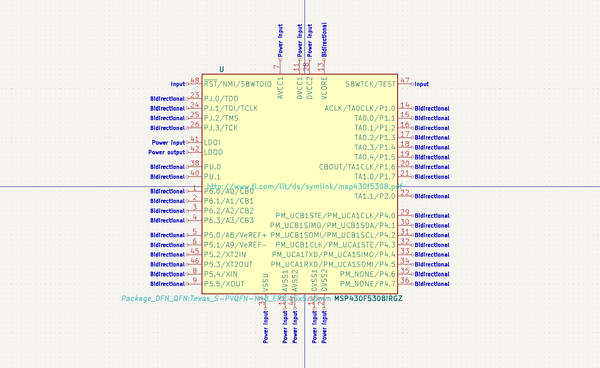 Power input
Power input
Power input
Bidirectional
7
11
28
13
U
AVCC1
DVCC1
DVCC2
VCORE
Input 48 RST/NMI/SBWTDIO
SBWTCK/TEST 47 Input
Bidirectional 23 PJ.0/TDO
Bidirectional 24 PJ.1/TDI/TCLK
Bidirectional 25 PJ.2/TMS
Bidirectional 26 PJ.3/TCK
Power input 41 LDOI
Power output 42 LDOO
Bidirectional 38 PU.0
Bidirectional 40 PU.1
ACLK/TA0CLK/P1.0 14 Bidirectional
TA0.0/P1.1 15 Bidirectional
TA0.1/P1.2 16 Bidirectional
TA0.2/P1.3 17 Bidirectional
TA0.3/P1.4 18 Bidirectional
TA0.4/P1.5 19 Bidirectional
CBOUT/TA1CLK/P1.6 20 Bidirectional
TA1.0/P1.7 21 Bidirectional
http://www.ti.com/lit/ds/symlink/msp430f5308.pdf
Bidirectional 1 P6.0/A0/CB0
Bidirectional 2 P6.1/A1/CB1
Bidirectional 3 P6.2/A2/CB2
Bidirectional 4 P6.3/A3/CB3
TA1.1/P2.0 22 Bidirectional
Bidirectional 5 P5.0/A8/VeREF+
Bidirectional 6 P5.1/A9/VeREF-
Bidirectional 45 P5.2/XT2IN
Bidirectional 46 P5.3/XT2OUT
Bidirectional 8 P5.4/XIN
Bidirectional 9 P5.5/XOUT
PM_UCB1STE/PM_UCA1CLK/P4.0 29 Bidirectional
PM_UCB1SIMO/PM_UCB1SDA/P4.1 30 Bidirectional
PM_UCB1SOMI/PM_UCB1SCL/P4.2 31 Bidirectional
PM_UCB1CLK/PM_UCA1STE/P4.3 32 Bidirectional
PM_UCA1TXD/PM_UCA1SIMO/P4.4 33 Bidirectional
PM_UCA1RXD/PM_UCA1SOMI/P4.5 34 Bidirectional
PM_NONE/P4.6 35 Bidirectional
PM_NONE/P4.7 36 Bidirectional
VSSU
AVSS1
AVSS2
DVSS1
DVSS2
MSP430F5308IRGZ
Power input
Power input
Power input
Power input
Power input